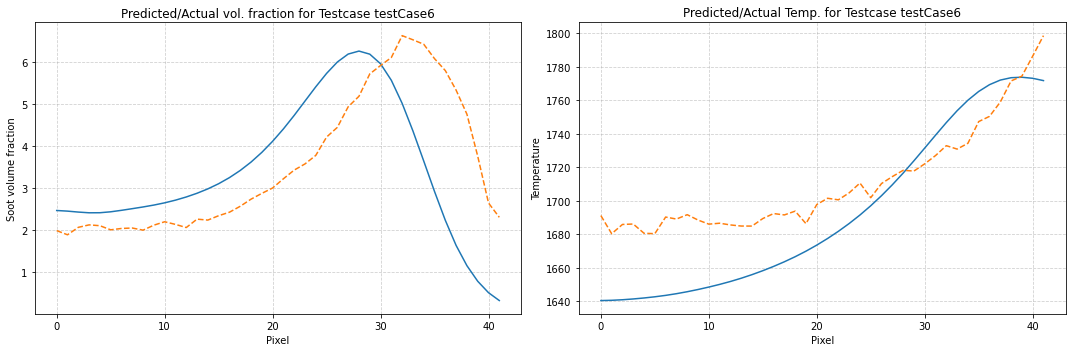 Predicted/Actual vol. fraction for Testcase testCase6
Soot volume fraction
6
5
4
3
2
1
0 10 20 30 40
Pixel
Predicted/Actual Temp. for Testcase testCase6
Temperature
1800
1780
1760
1740
1720
1700
1680
1660
1640
0 10 20 30 40
Pixel